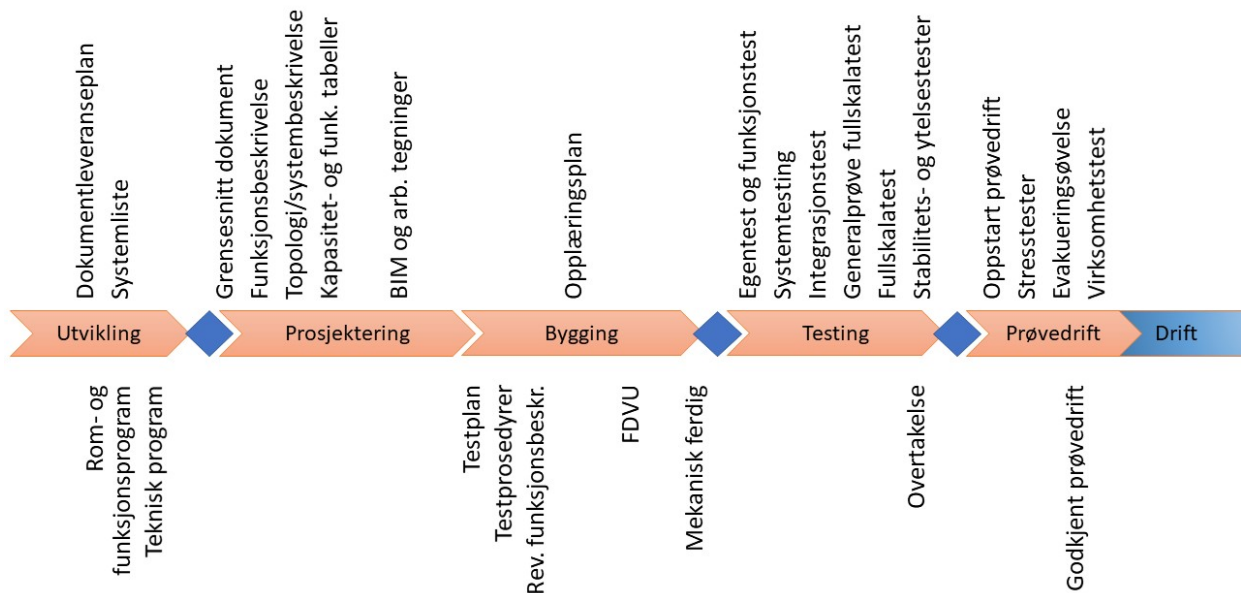 Dokumentleveranseplan
Systemliste
Grensesnitt dokument
Funksjonsbeskrivelse
Topologi/systembeskrivelse
Kapasitet- og funk. tabeller
BIM og arb. tegninger
Opplæringsplan
Egentest og funksjonstest
Systemtesting
Integrasjonstest
Generalprøve fullskalatest
Fullskalatest
Stabilitets- og ytelsestester
Oppstart prøvedrift
Stresstester
Evakueringsøvelse
Virksomhetstest
Utvikling
Prosjektering
Bygging
Testing
Prøvedrift
Drift
Rom- og
funksjonsprogram
Teknisk program
Testplan
Testprosedyrer
Rev. funksjonsbeskr.
FDVU
Mekanisk ferdig
Overtakelse
Godkjent prøvedrift